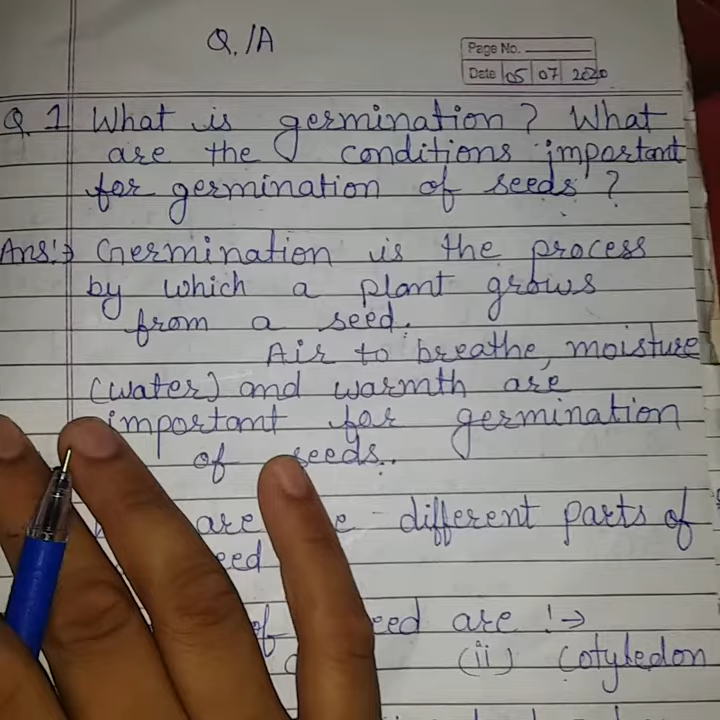 Q./A
Page No.
Date 05 07 2020
Q.1 What is germination? What
are the conditions important
for germination of seeds?
Ans:→ Germination is the process
by which a plant grows
from a seed.
Air to breathe, moisture
(water) and warmth are
important for germination
of seeds.
are different parts of
are :→
(ii) Cotyledon